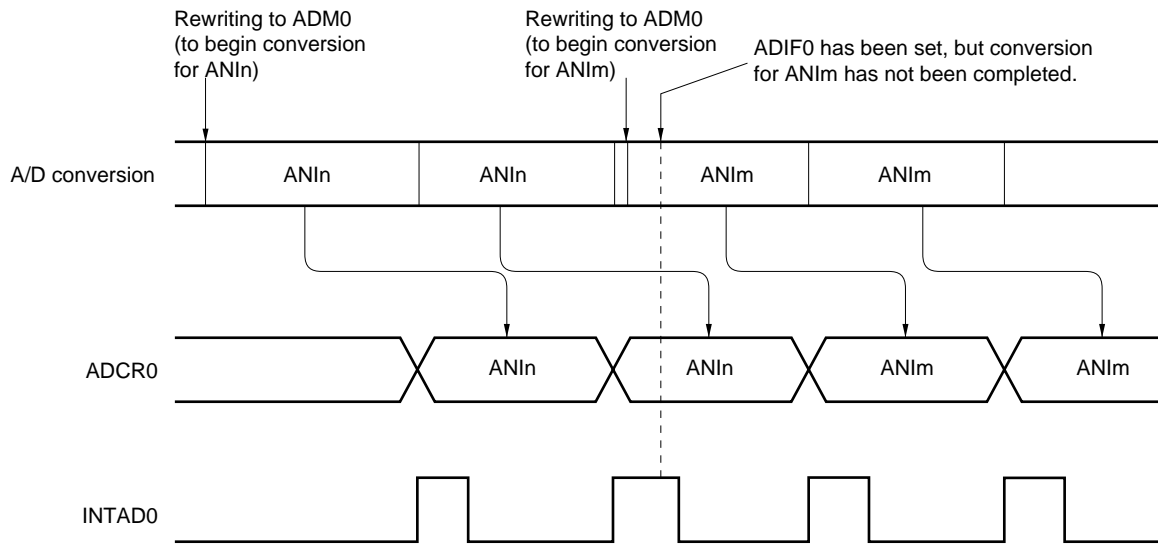 Rewriting to ADM0
(to begin conversion
for ANIn)
Rewriting to ADM0
(to begin conversion
for ANIm)
ADIF0 has been set, but conversion
for ANIm has not been completed.
A/D conversion
ANIn
ANIn
ANIm
ANIm
ADCR0
ANIn
ANIn
ANIm
ANIm
INTAD0